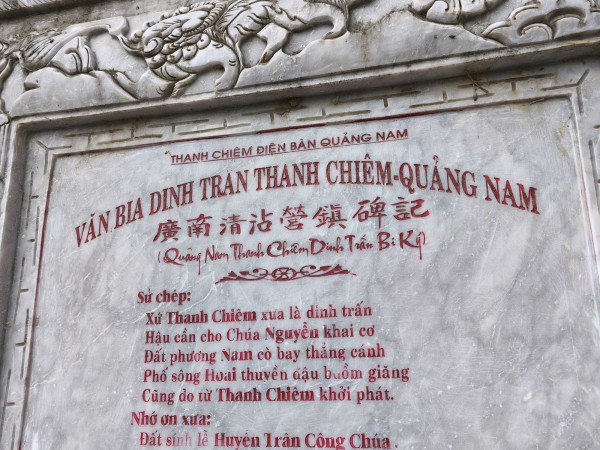 THANH CHIÊM ĐIỆN BÀN QUẢNG NAM
VĂN BIA DINH TRẤN THANH CHIÊM-QUẢNG NAM
廣南清沾營鎮碑記
(Quảng Nam Thanh Chiêm Dinh Trấn Bi Ký)
Sử chép:
Xứ Thanh Chiêm xưa là dinh trấn
Hậu cần cho Chúa Nguyễn khai cơ
Đất phương Nam cò bay thẳng cánh
Phố sông Hoài thuyền đậu buồm giăng
Cũng do từ Thanh Chiêm khởi phát.
Nhớ ơn xưa:
Đất sính lễ Huyền Trân Công Chúa .